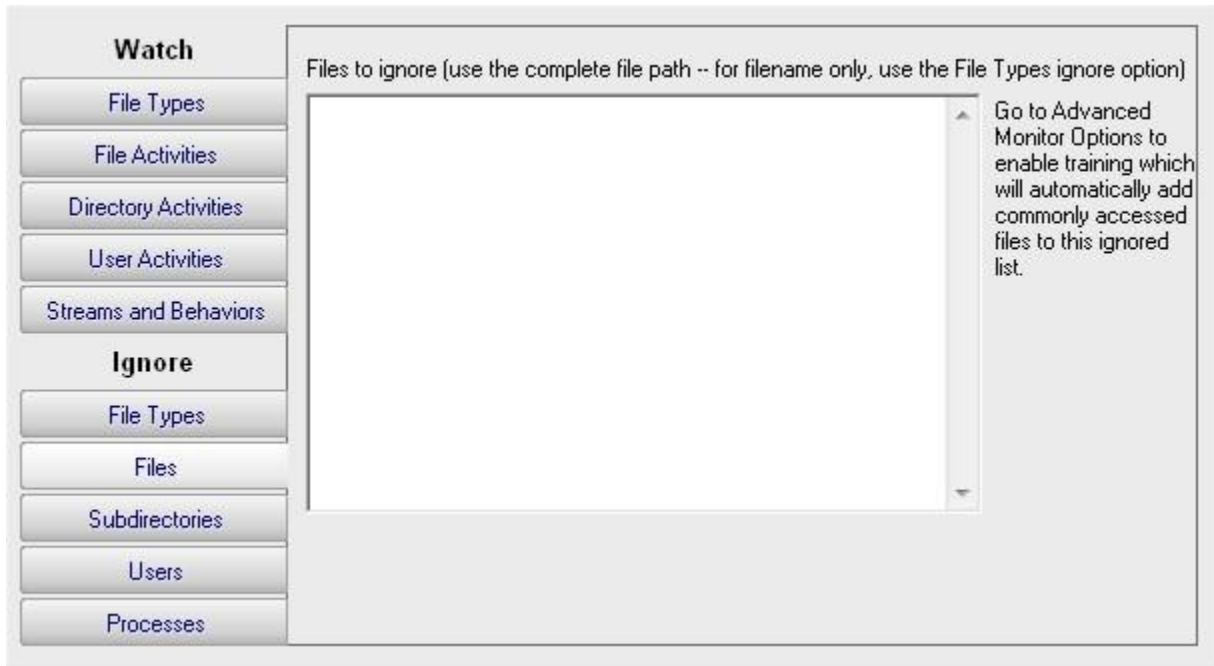 Watch
File Types
File Activities
Directory Activities
User Activities
Streams and Behaviors
Ignore
File Types
Files
Subdirectories
Users
Processes
Files to ignore (use the complete file path -- for filename only, use the File Types ignore option)
Go to Advanced
Monitor Options to
enable training which
will automatically add
commonly accessed
files to this ignored
list.